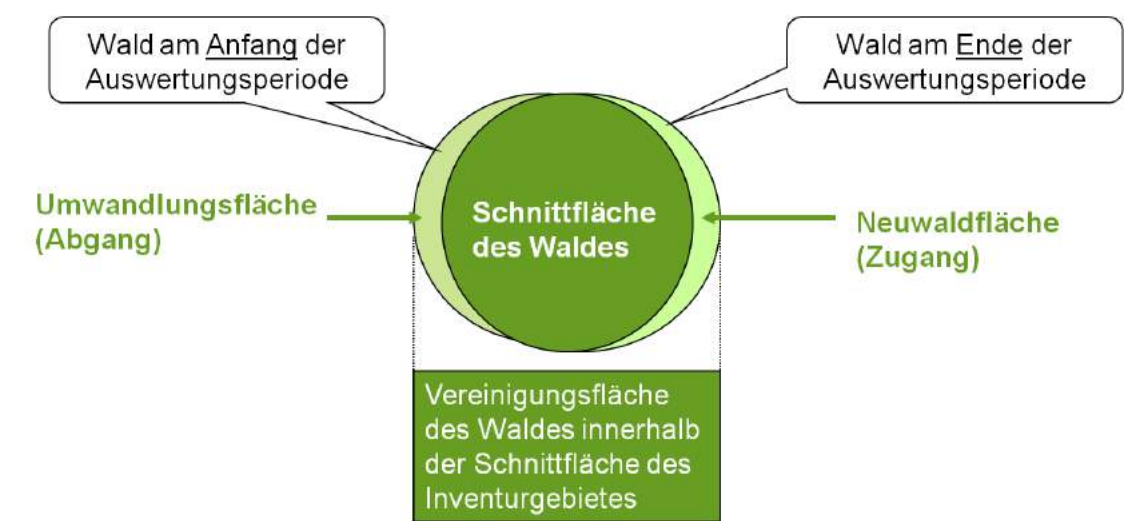 Wald am Anfang der
Auswertungsperiode
Wald am Ende der
Auswertungsperiode
Umwandlungsfläche
(Abgang)
Schnittfläche
des Waldes
Neuwaldfläche
(Zugang)
Vereinigungsfläche
des Waldes innerhalb
der Schnittfläche des
Inventurgebietes